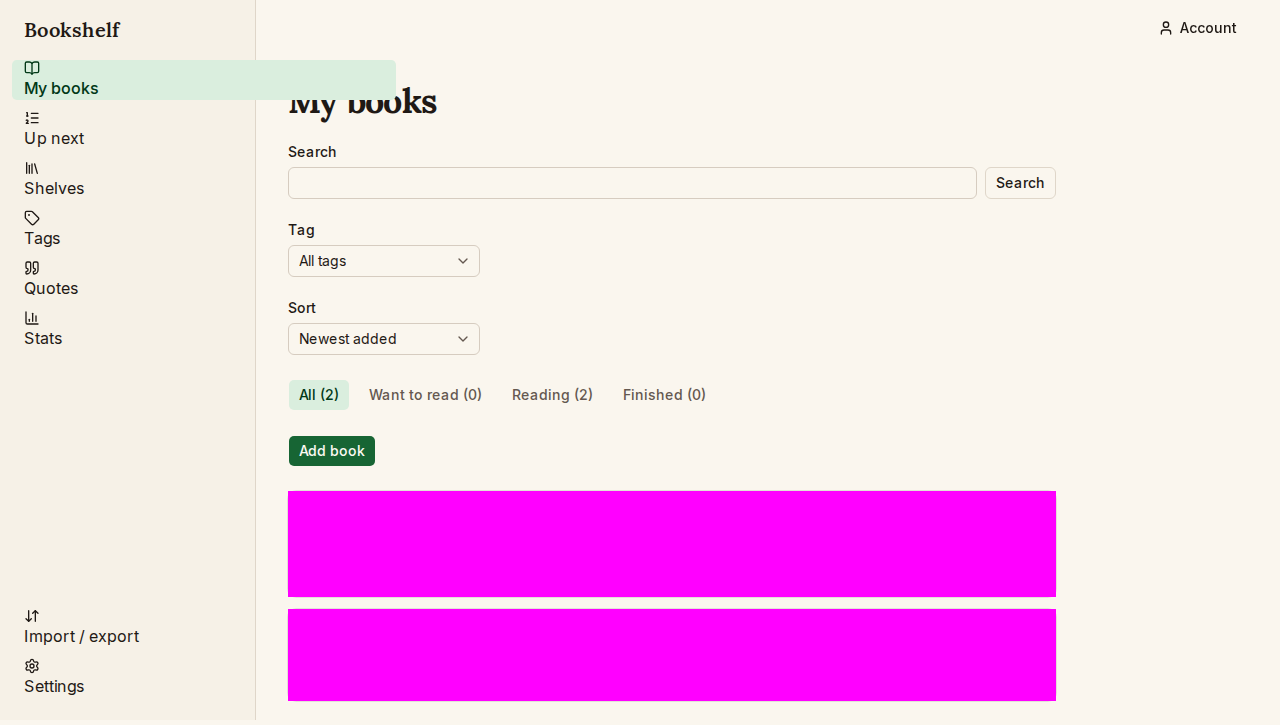 Bookshelf
Account
My books
Up next
Shelves
Tags
Quotes
Stats
Import / export
Settings
My books
Search
Search
Tag
All tags
Sort
Newest added
All (2) Want to read (0) Reading (2) Finished (0)
Add book